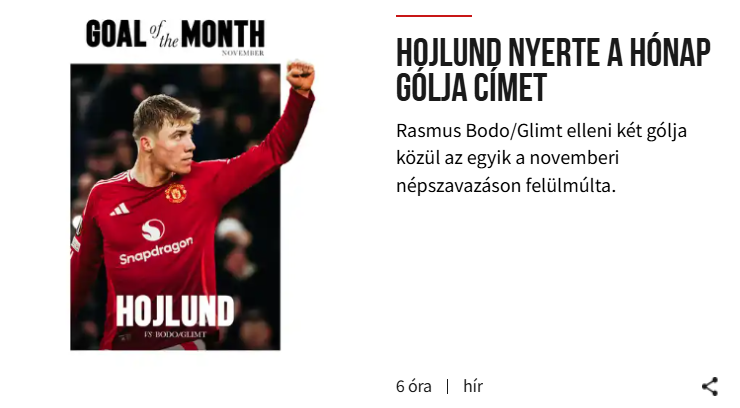 GOAL of the MONTH
NOVEMBER
Snapdragon
HOJLUND
VS BODO/GLIMT
HOJLUND NYERTE A HÓNAP
GÓLJA CÍMET
Rasmus Bodo/Glimt elleni két gólja
közül az egyik a novemberi
népszavazáson felülmúlta.
6 óra | hír